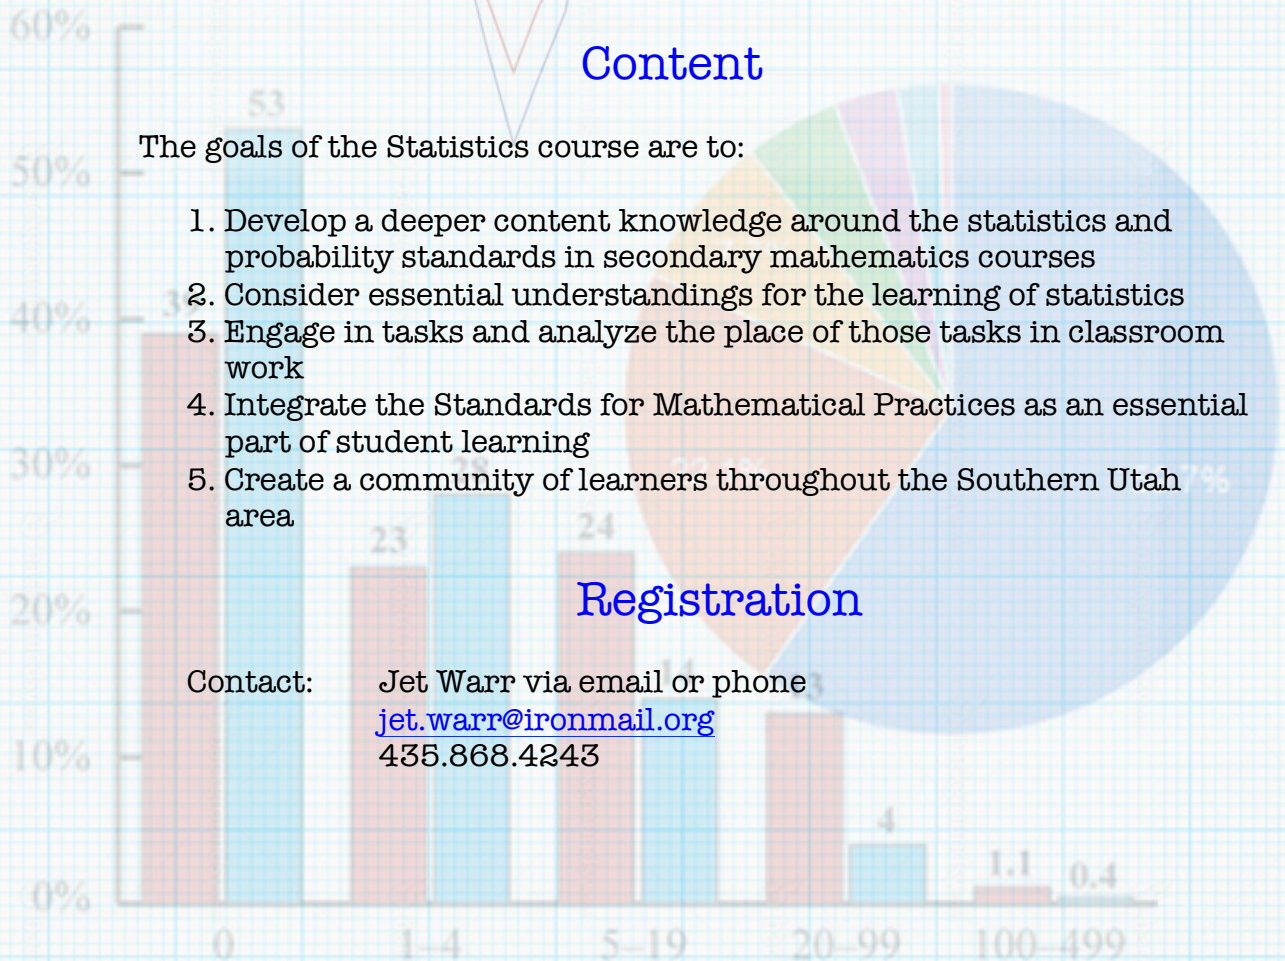 Content
The goals of the Statistics course are to:
1. Develop a deeper content knowledge around the statistics and
probability standards in secondary mathematics courses
2. Consider essential understandings for the learning of statistics
3. Engage in tasks and analyze the place of those tasks in classroom
work
4. Integrate the Standards for Mathematical Practices as an essential
part of student learning
5. Create a community of learners throughout the Southern Utah
area
Registration
Contact: Jet Warr via email or phone
jet.warr@ironmail.org
435.868.4243
60%
50%
40%
30%
20%
10%
0%
53
23
28
24
14
13
4
1.1
0.4
0
1–4
5–19
20–99
100–499